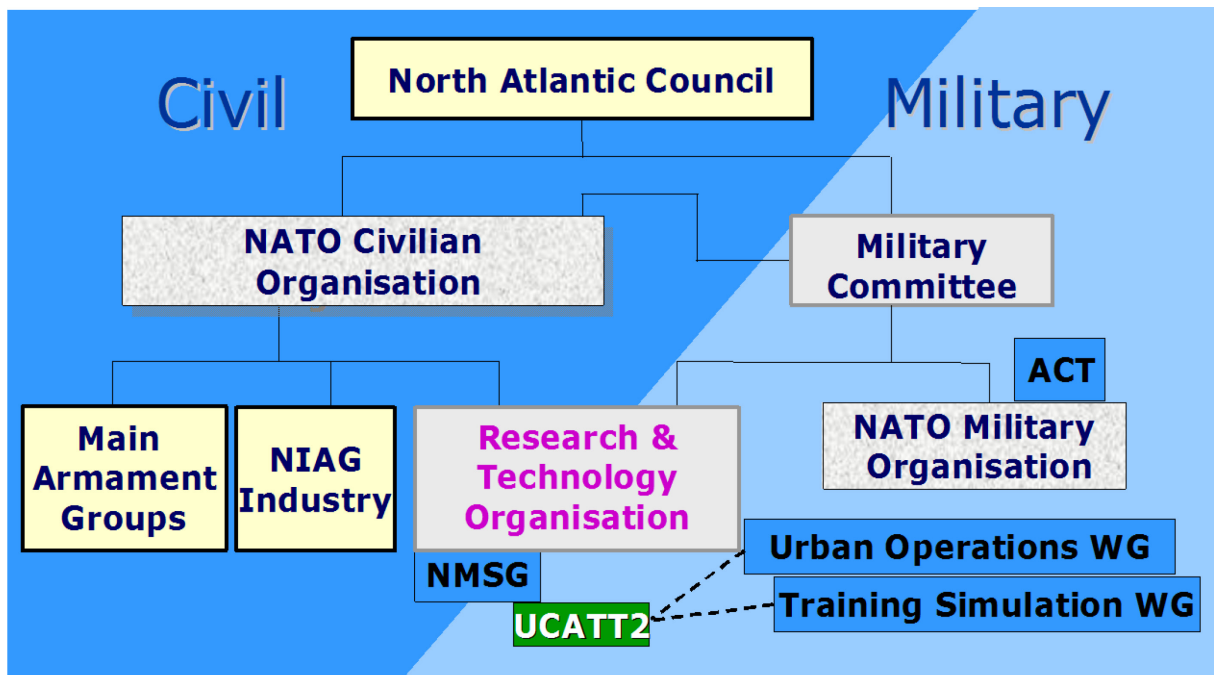 North Atlantic Council
Civil
Military
NATO Civilian
Organisation
Military
Committee
ACT
Main
Armament
Groups
NIAG
Industry
Research &
Technology
Organisation
NATO Military
Organisation
NMSG
Urban Operations WG
UCATT2
Training Simulation WG